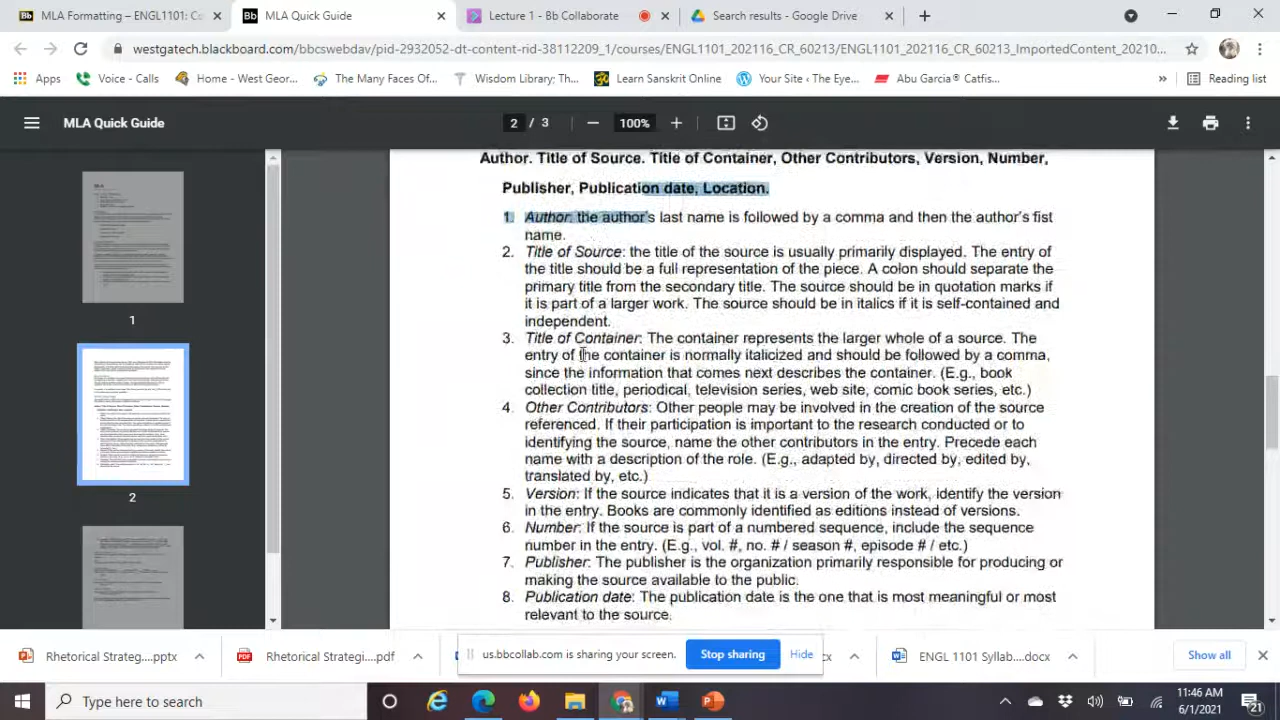 MLA Formatting – ENGL1101: Co
MLA Quick Guide
Lecture 1 - Bb Collaborate
Search results - Google Drive
westgatech.blackboard.com/bbcswebdav/pid-2932052-dt-content-rid-38112209_1/courses/ENGL1101_202116_CR_60213/ENGL1101_202116_CR_60213_ImportedContent_20210...
Apps
Voice - Calls
Home - West Geor...
The Many Faces Of...
Wisdom Library: Th...
Learn Sanskrit Onlin...
Your Site ‹ The Eye...
Abu Garcia® Catfis...
»
Reading list
MLA Quick Guide
2 / 3
100%
1
2
Author. Title of Source. Title of Container, Other Contributors, Version, Number,
Publisher, Publication date, Location.
1. Author: the author's last name is followed by a comma and then the author's fist
name.
2. Title of Source: the title of the source is usually primarily displayed. The entry of
the title should be a full representation of the piece. A colon should separate the
primary title from the secondary title. The source should be in quotation marks if
it is part of a larger work. The source should be in italics if it is self-contained and
independent.
3. Title of Container: The container represents the larger whole of a source. The
title of the container is normally italicized and should be followed by a comma,
since the information that comes next describes the container. (E.g., book
collection title, periodical, television series, web site, comic book series, etc.)
4. Other Contributors: Other people may be involved in the creation of the source
referenced. If their participation is important to the research conducted or to
identifying the source, name the other contributors in the entry. Precede each
name with a description of the role. (E.g., adapted by, directed by, edited by,
translated by, etc.)
5. Version: If the source indicates that it is a version of the work, identify the version
in the entry. Books are commonly identified as editions instead of versions.
6. Number: If the source is part of a numbered sequence, include the sequence
number in the entry. (E.g., vol. #, no. # / season #, episode # / etc.)
7. Publisher: The publisher is the organization primarily responsible for producing or
making the source available to the public.
8. Publication date: The publication date is the one that is most meaningful or most
relevant to the source.
Rhetorical Strateg....pptx
Rhetorical Strategi....pdf
us.bbcollab.com is sharing your screen.
Stop sharing
Hide
cx
ENGL 1101 Syllab....docx
Show all
Type here to search
11:46 AM
6/1/2021
21